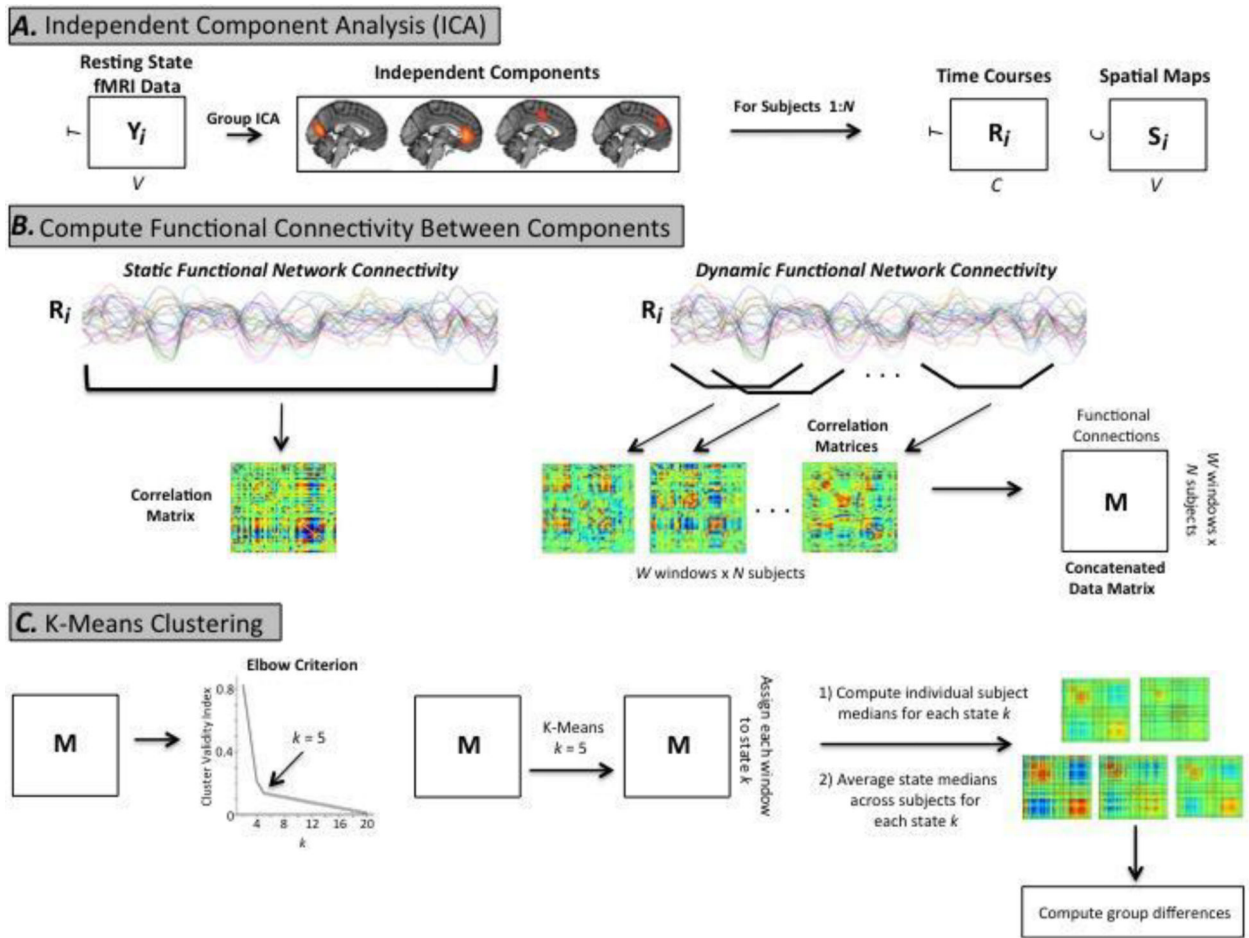 A. Independent Component Analysis (ICA)
Resting State
fMRI Data
T
Yi
V
Group ICA
Independent Components
For Subjects 1:N
Time Courses
T
Ri
C
Spatial Maps
C
Si
V
B. Compute Functional Connectivity Between Components
Static Functional Network Connectivity
Ri
Correlation
Matrix
Dynamic Functional Network Connectivity
Ri
. . .
Correlation
Matrices
. . .
W windows x N subjects
Functional
Connections
M
W windows x
N subjects
Concatenated
Data Matrix
C. K-Means Clustering
M
Elbow Criterion
Cluster Validity Index
0.8
0.4
0
k = 5
4 8 12 16 20
k
M
K-Means
k = 5
M
Assign each window
to state k
1) Compute individual subject
medians for each state k
2) Average state medians
across subjects for
each state k
Compute group differences